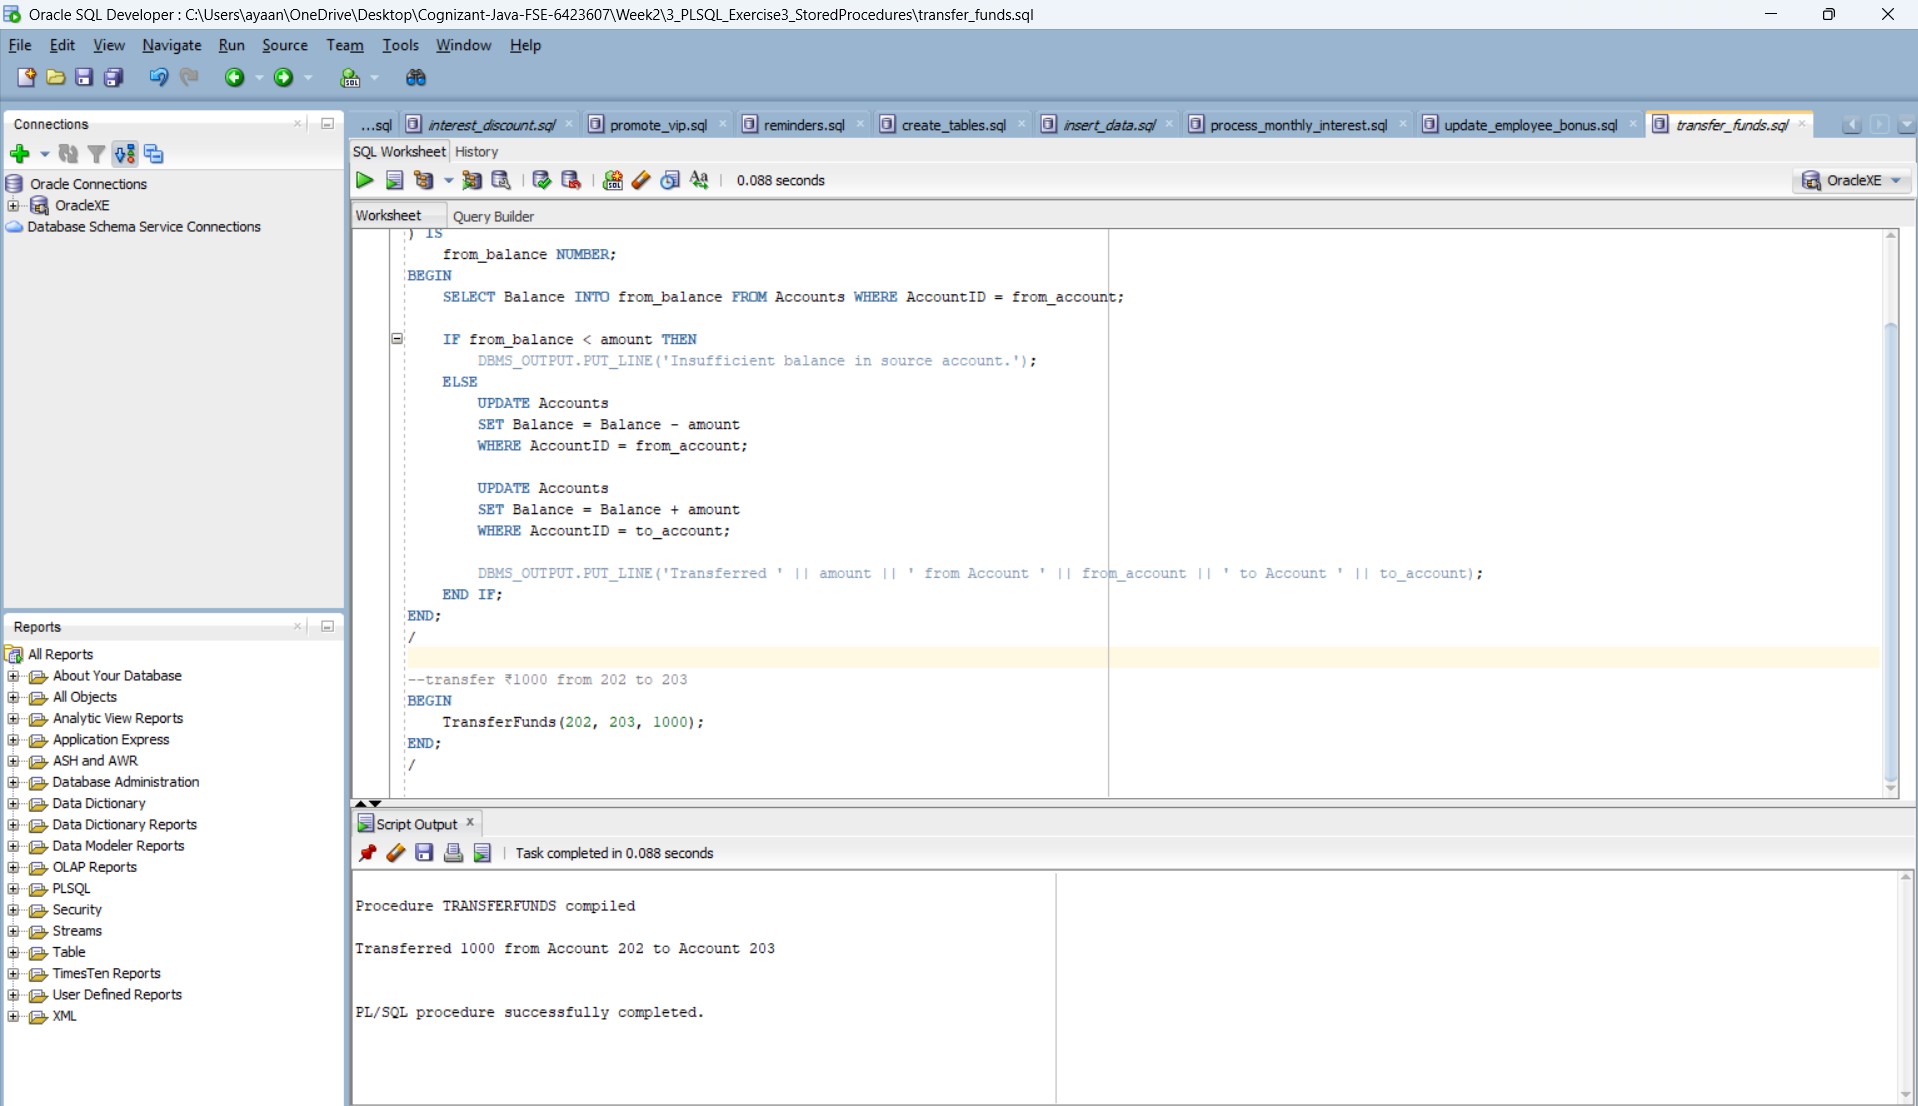 Oracle SQL Developer : C:\Users\ayaan\OneDrive\Desktop\Cognizant-Java-FSE-6423607\Week2\3_PLSQL_Exercise3_StoredProcedures\transfer_funds.sql
File Edit View Navigate Run Source Team Tools Window Help
Connections
Oracle Connections
OracleXE
Database Schema Service Connections
Reports
All Reports
About Your Database
All Objects
Analytic View Reports
Application Express
ASH and AWR
Database Administration
Data Dictionary
Data Dictionary Reports
Data Modeler Reports
OLAP Reports
PLSQL
Security
Streams
Table
TimesTen Reports
User Defined Reports
XML
...sql interest_discount.sql promote_vip.sql reminders.sql create_tables.sql insert_data.sql process_monthly_interest.sql update_employee_bonus.sql transfer_funds.sql
SQL Worksheet History
0.088 seconds OracleXE
Worksheet Query Builder
) IS
from_balance NUMBER;
BEGIN
SELECT Balance INTO from_balance FROM Accounts WHERE AccountID = from_account;
IF from_balance < amount THEN
DBMS_OUTPUT.PUT_LINE('Insufficient balance in source account.');
ELSE
UPDATE Accounts
SET Balance = Balance - amount
WHERE AccountID = from_account;
UPDATE Accounts
SET Balance = Balance + amount
WHERE AccountID = to_account;
DBMS_OUTPUT.PUT_LINE('Transferred ' || amount || ' from Account ' || from_account || ' to Account ' || to_account);
END IF;
END;
/
--transfer ₹1000 from 202 to 203
BEGIN
TransferFunds(202, 203, 1000);
END;
/
Script Output
Task completed in 0.088 seconds
Procedure TRANSFERFUNDS compiled
Transferred 1000 from Account 202 to Account 203
PL/SQL procedure successfully completed.